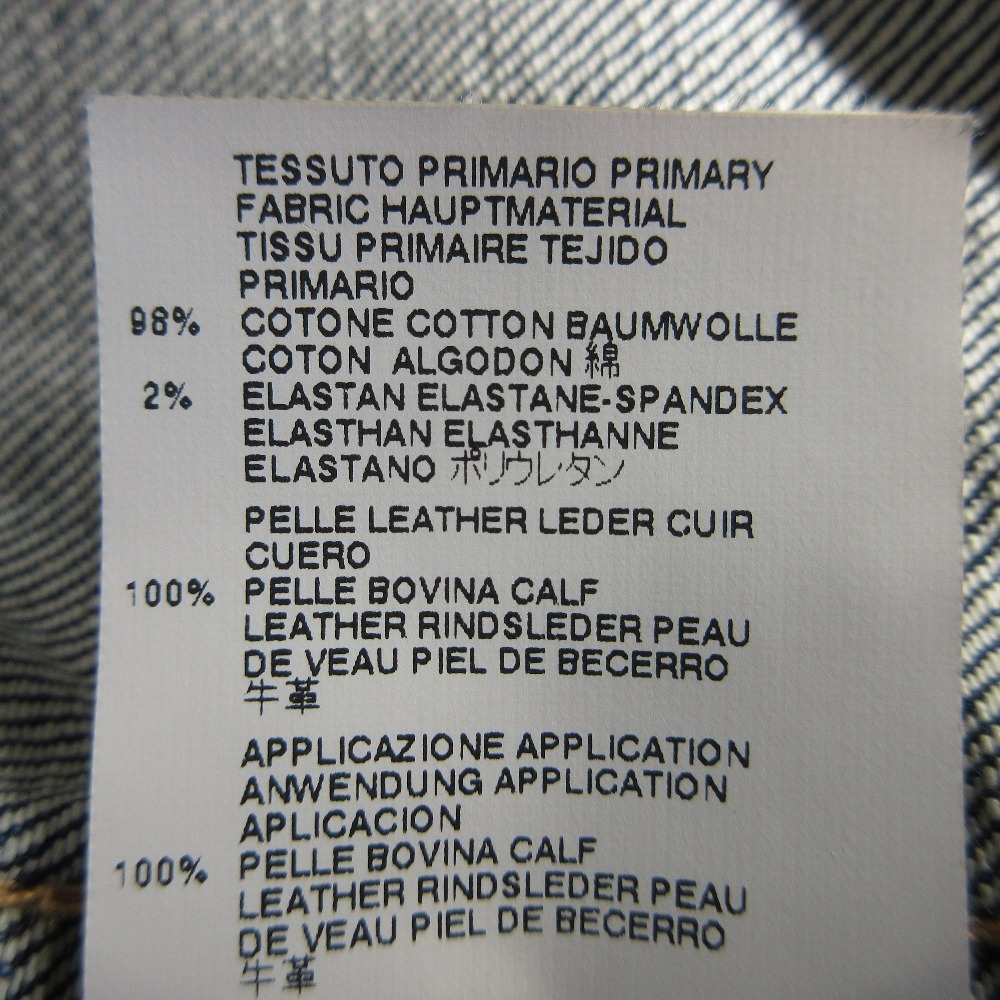 TESSUTO PRIMARIO PRIMARY
FABRIC HAUPTMATERIAL
TISSU PRIMAIRE TEJIDO
PRIMARIO
98% COTONE COTTON BAUMWOLLE
COTON ALGODON 綿
2% ELASTAN ELASTANE-SPANDEX
ELASTHAN ELASTHANNE
ELASTANO ポリウレタン
PELLE LEATHER LEDER CUIR
CUERO
100% PELLE BOVINA CALF
LEATHER RINDSLEDER PEAU
DE VEAU PIEL DE BECERRO
牛革
APPLICAZIONE APPLICATION
ANWENDUNG APPLICATION
APLICACION
100% PELLE BOVINA CALF
LEATHER RINDSLEDER PEAU
DE VEAU PIEL DE BECERRO
牛革